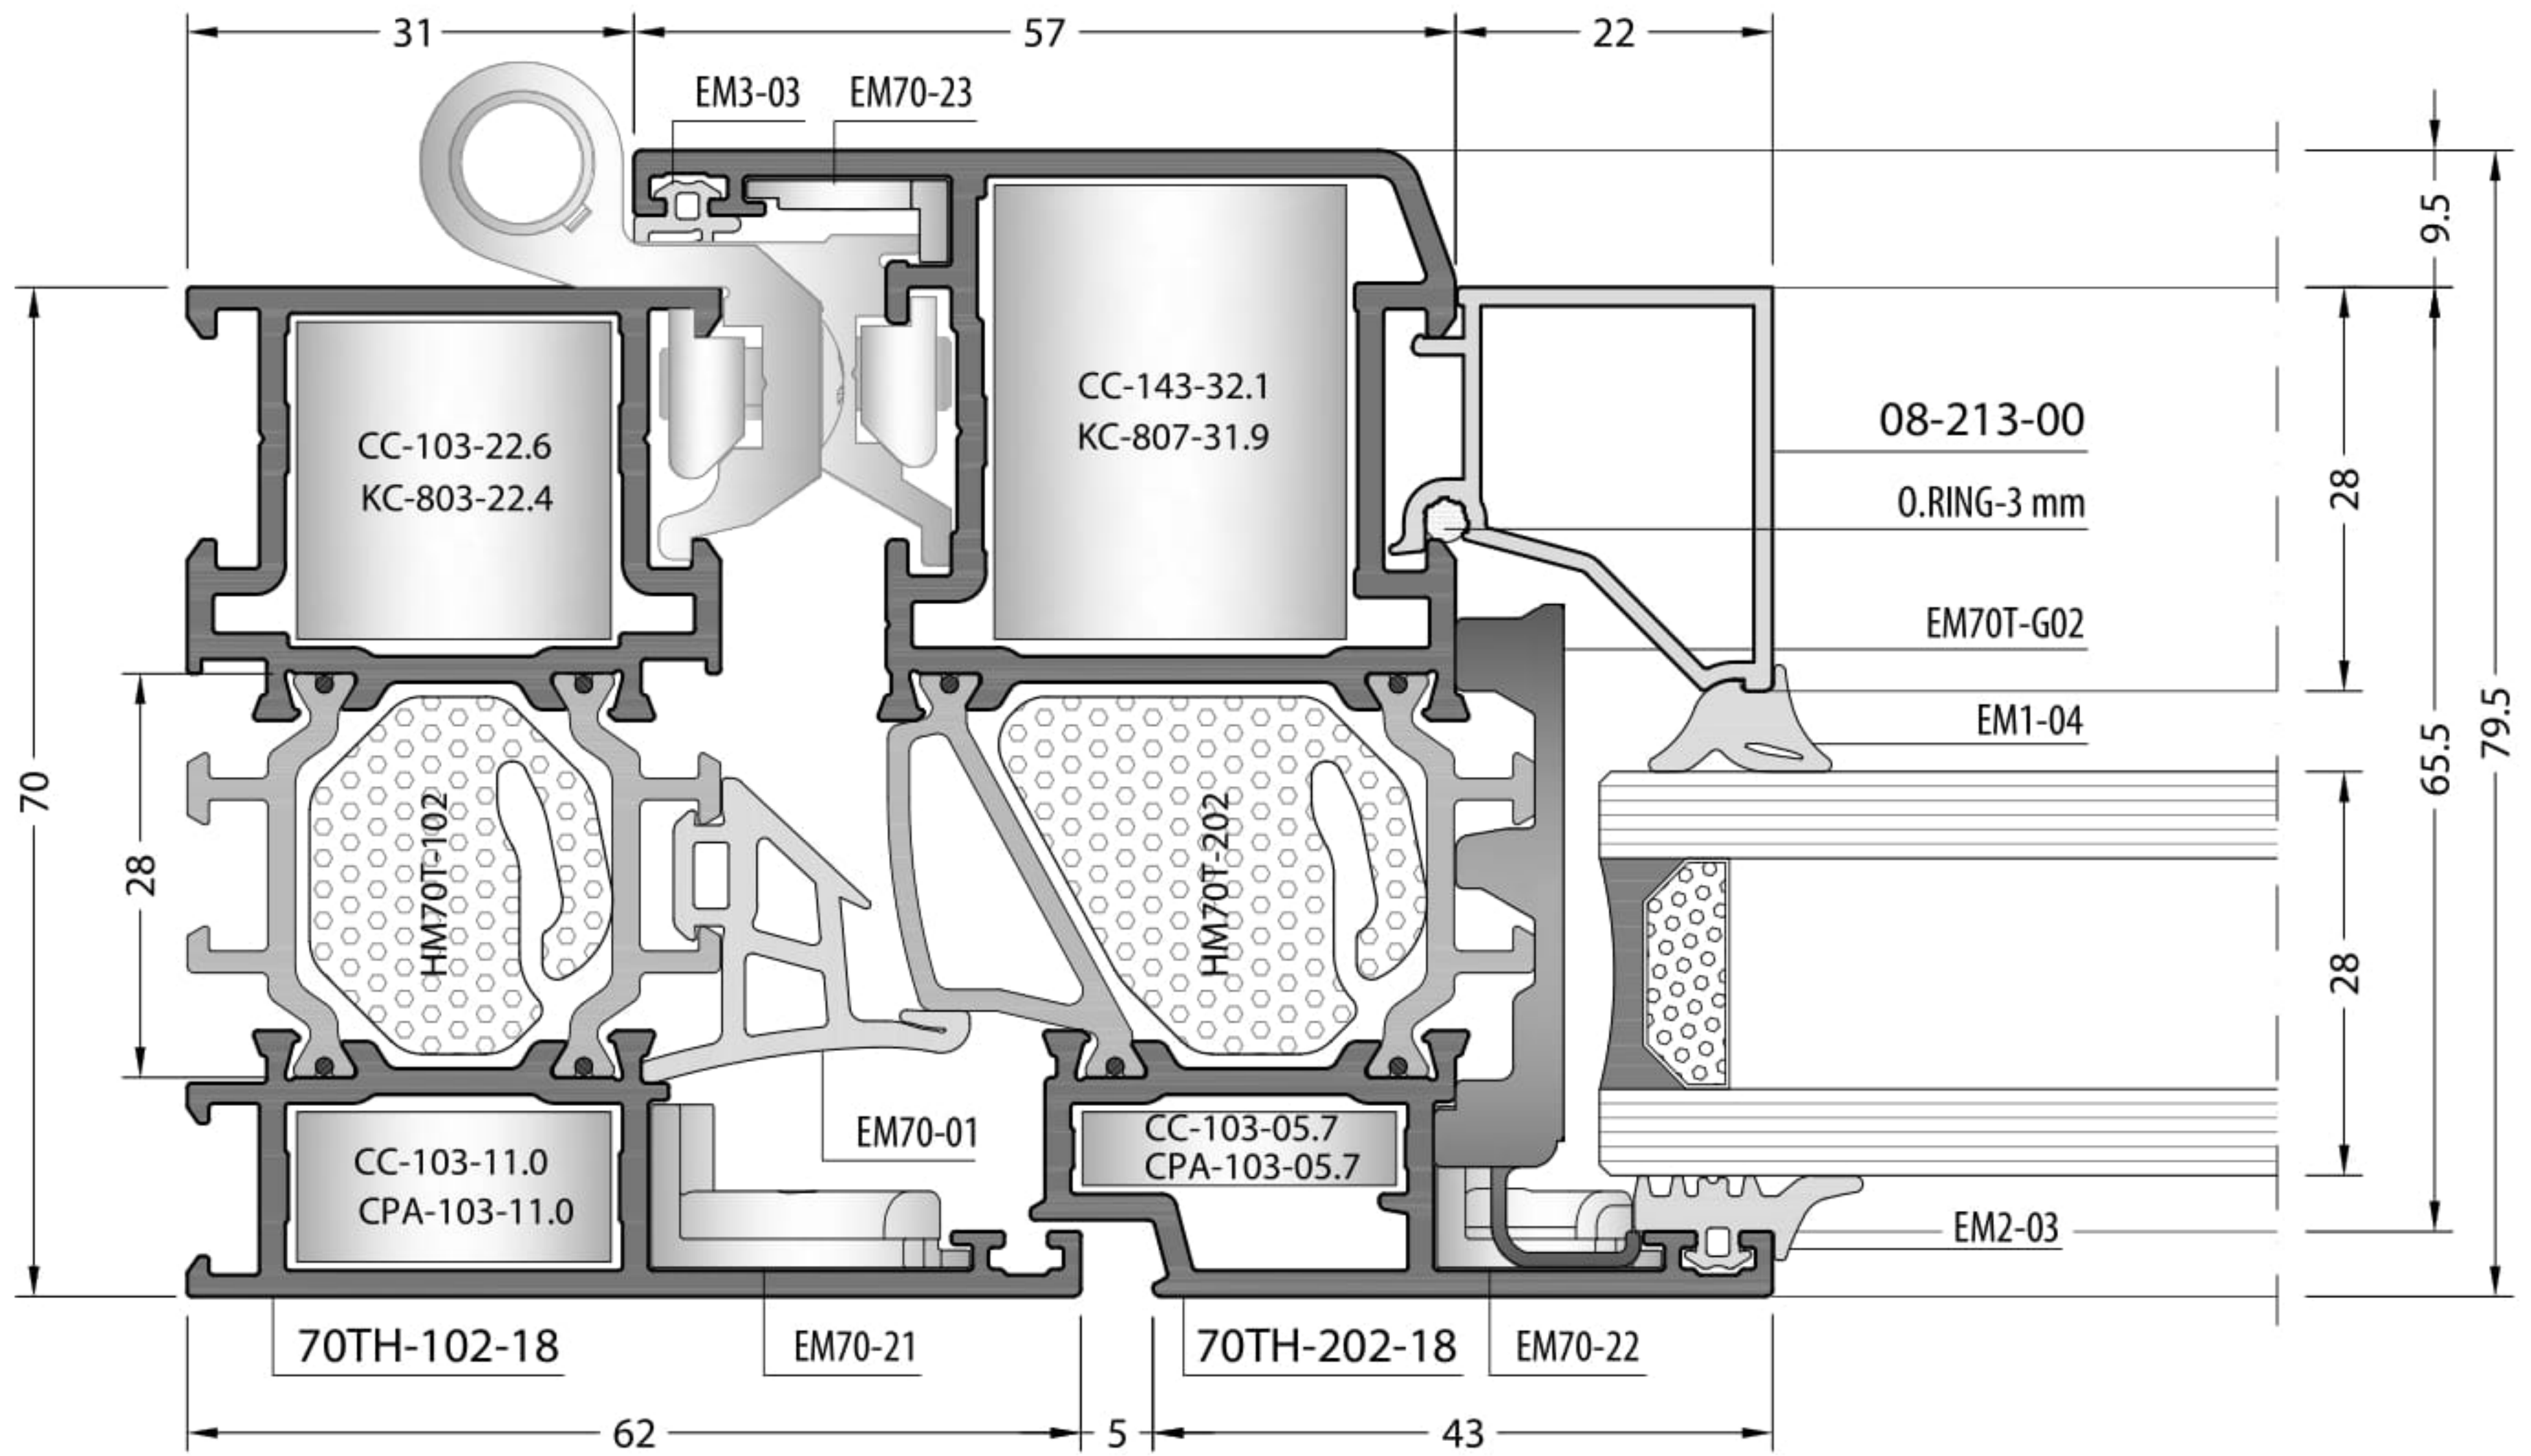 31
57
22
EM3-03
EM70-23
9.5
CC-143-32.1
KC-807-31.9
08-213-00
CC-103-22.6
KC-803-22.4
O.RING-3 mm
28
EM70T-G02
EM1-04
79.5
65.5
70
28
HM70T-102
HM70T-202
28
EM70-01
CC-103-05.7
CPA-103-05.7
CC-103-11.0
CPA-103-11.0
EM2-03
70TH-102-18
EM70-21
70TH-202-18
EM70-22
62
5
43